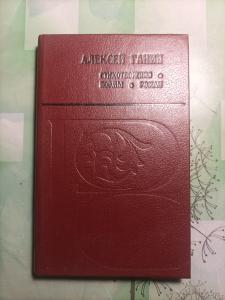 АЛЕКСЕЙ ГАНИН
СТИХОТВОРЕНИЯ •
ПОЭМЫ • РОМАН